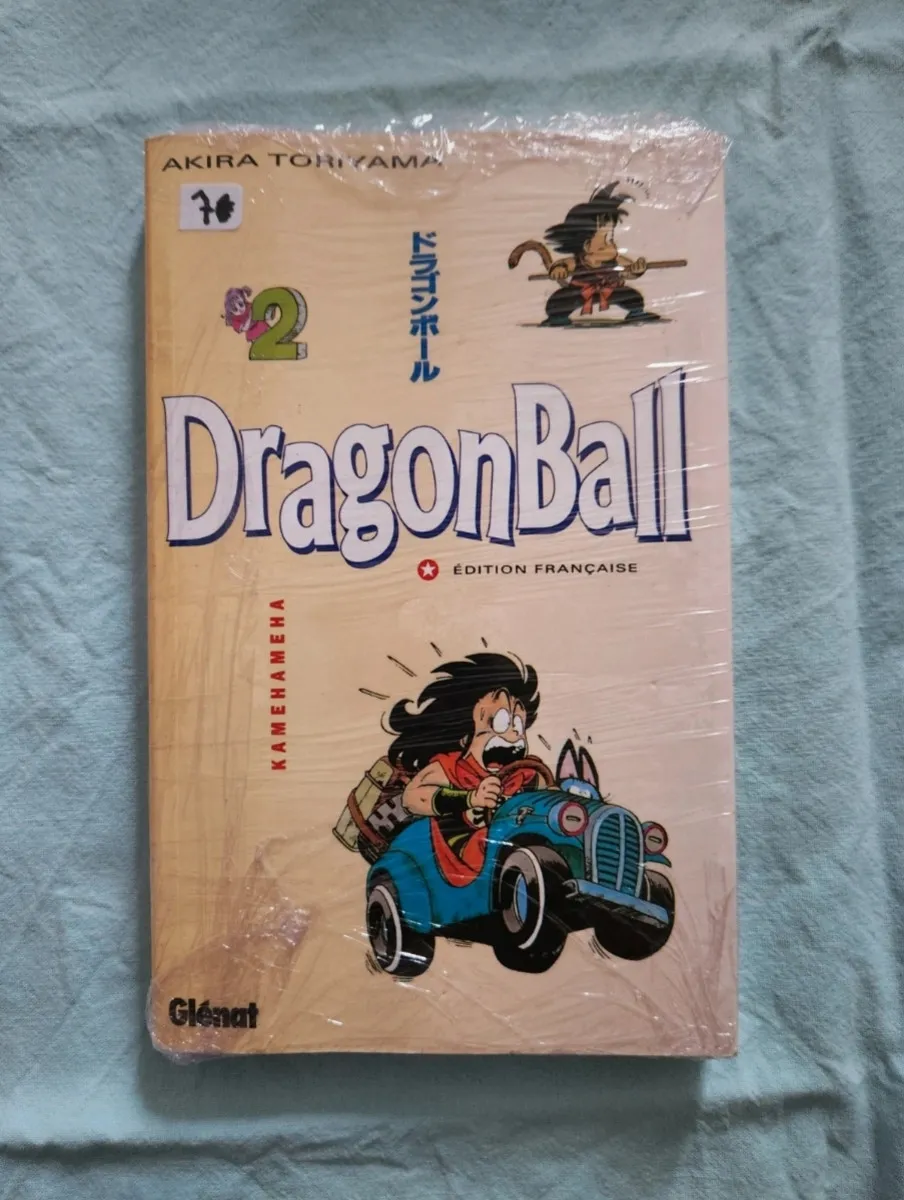 AKIRA TORIYAMA
7€
ドラゴンボール
2
DragonBall
ÉDITION FRANÇAISE
KAMEHAMEHA
Glénat